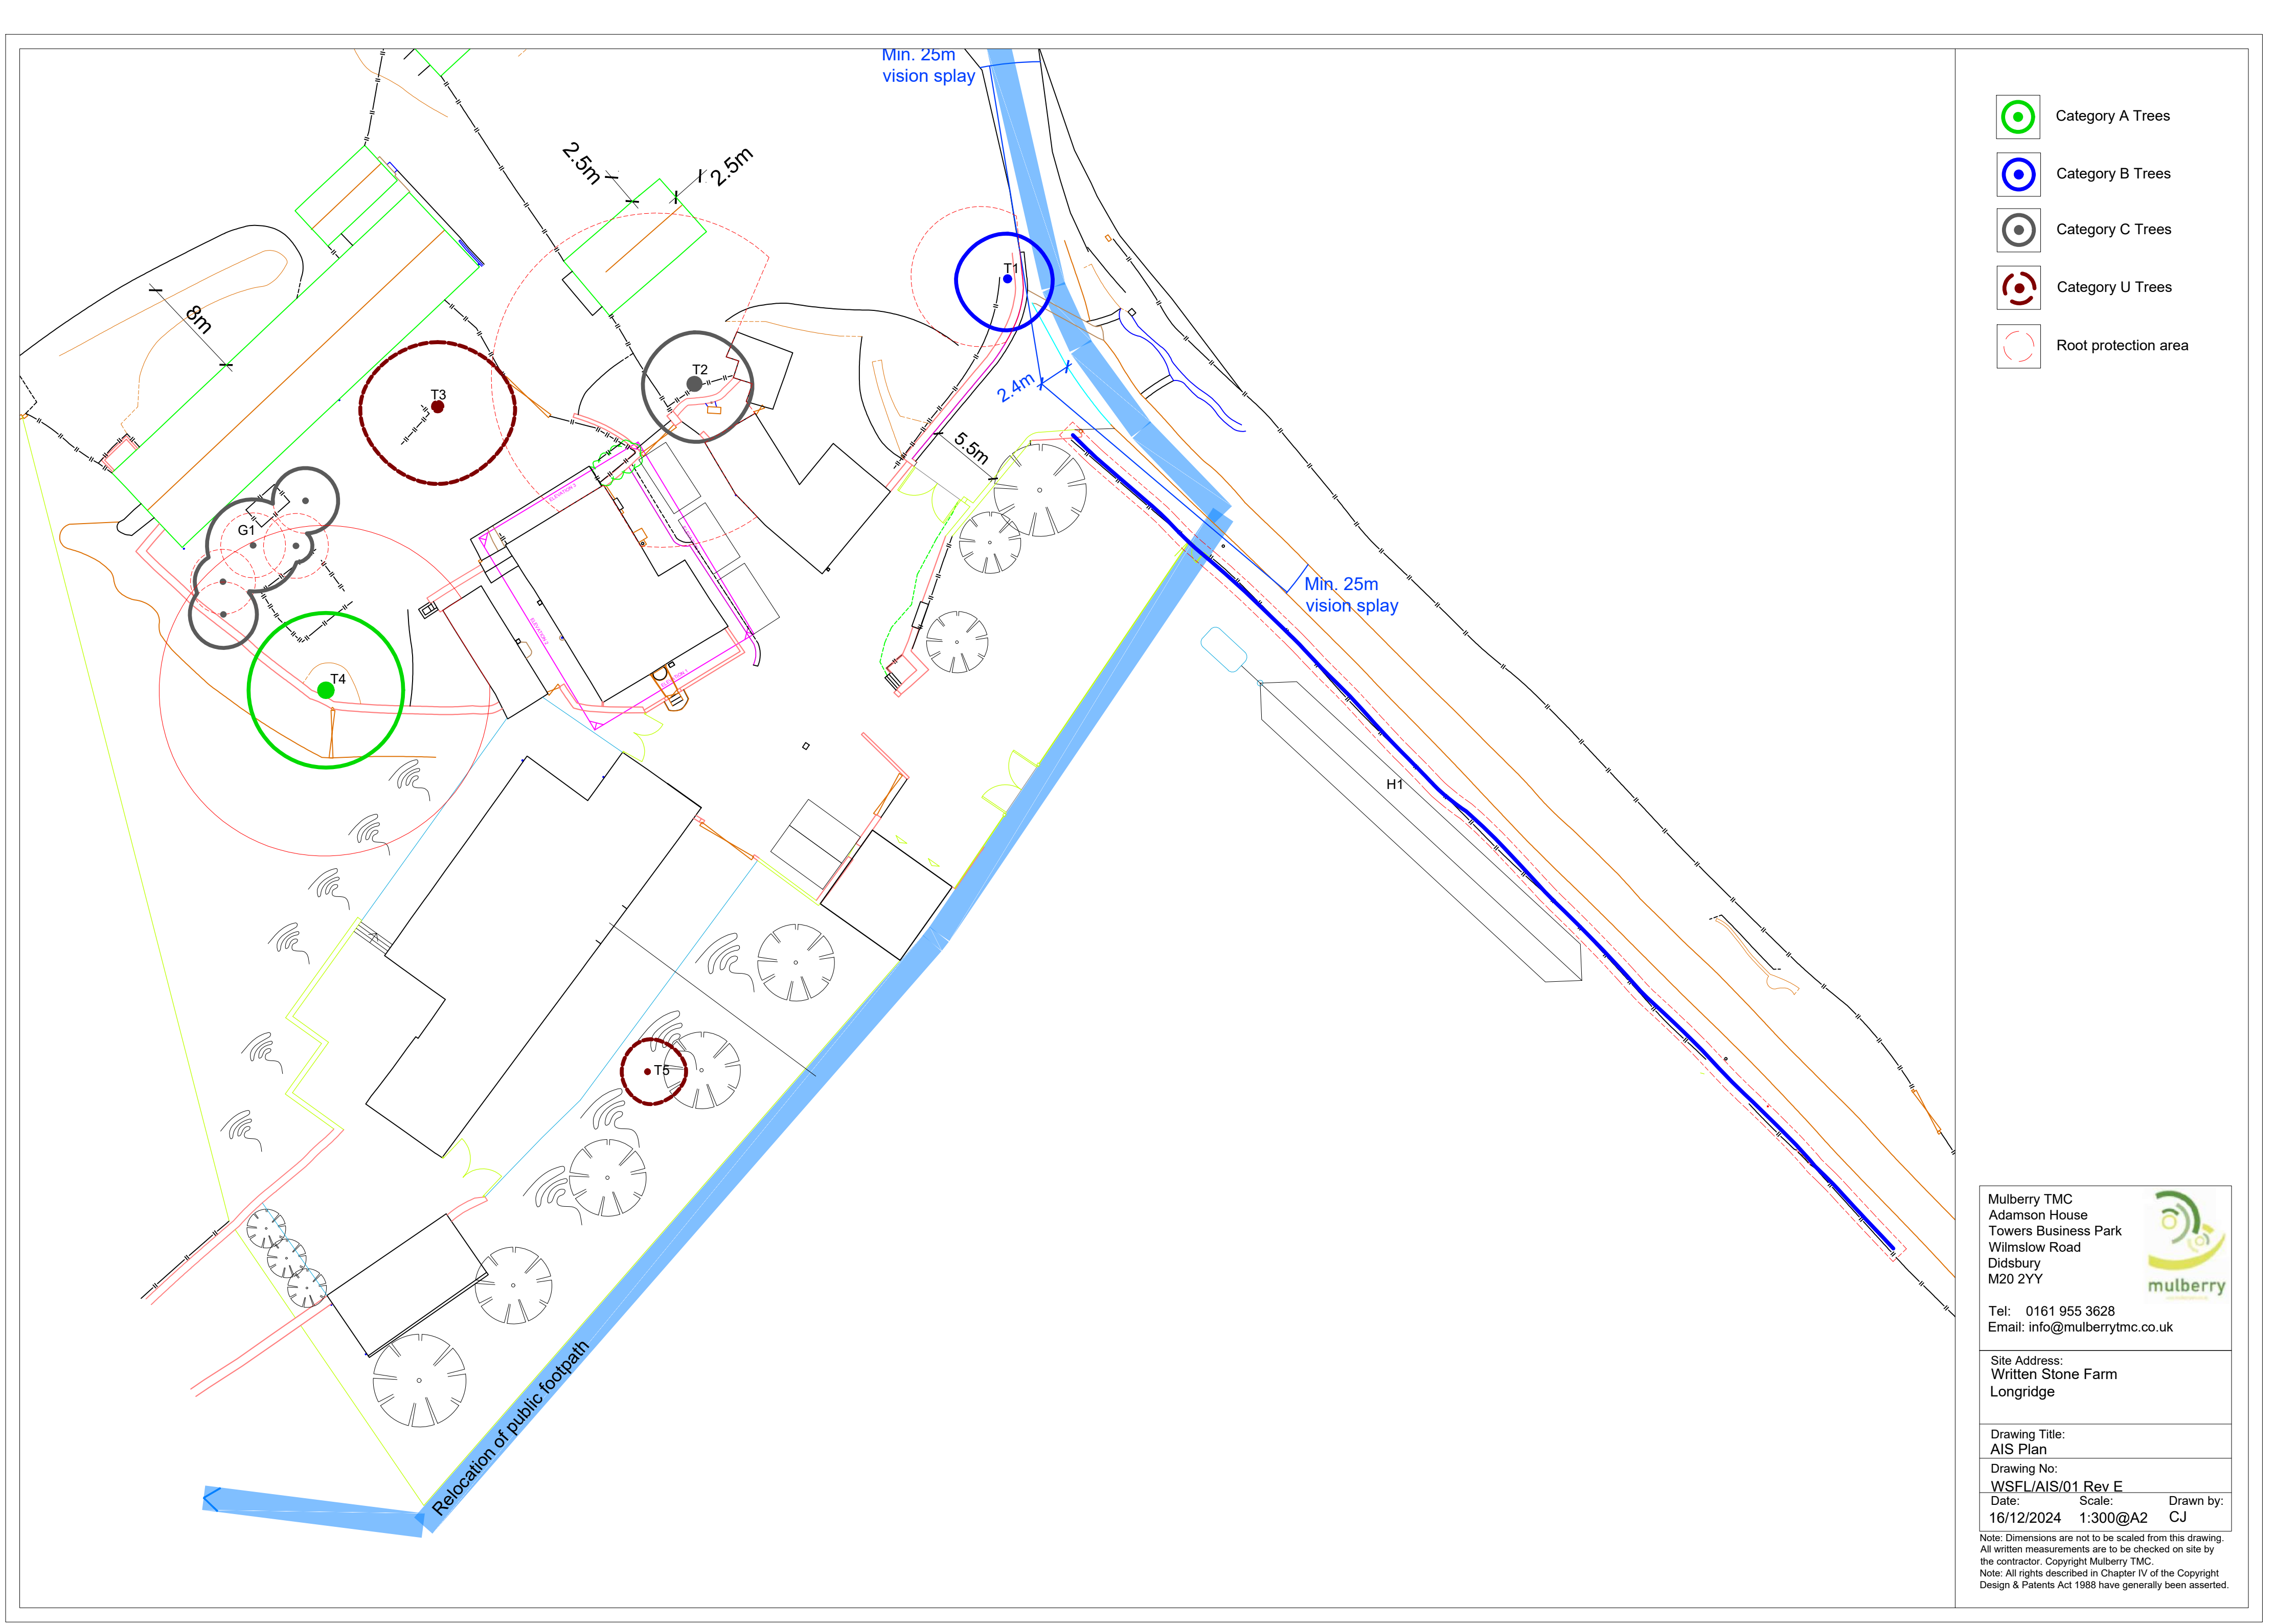 Min. 25m
vision splay
2.5m
2.5m
8m
T1
T2
T3
2.4m
5.5m
G1
T4
ELEVATION 3
ELEVATION 2
Min. 25m
vision splay
H1
T5
Relocation of public footpath
Category A Trees
Category B Trees
Category C Trees
Category U Trees
Root protection area
Mulberry TMC
Adamson House
Towers Business Park
Wilmslow Road
Didsbury
M20 2YY
mulberry
Tel: 0161 955 3628
Email: info@mulberrytmc.co.uk
Site Address:
Written Stone Farm
Longridge
Drawing Title:
AIS Plan
Drawing No:
WSFL/AIS/01 Rev E
Date: Scale: Drawn by:
16/12/2024 1:300@A2 CJ
Note: Dimensions are not to be scaled from this drawing.
All written measurements are to be checked on site by
the contractor. Copyright Mulberry TMC.
Note: All rights described in Chapter IV of the Copyright
Design & Patents Act 1988 have generally been asserted.